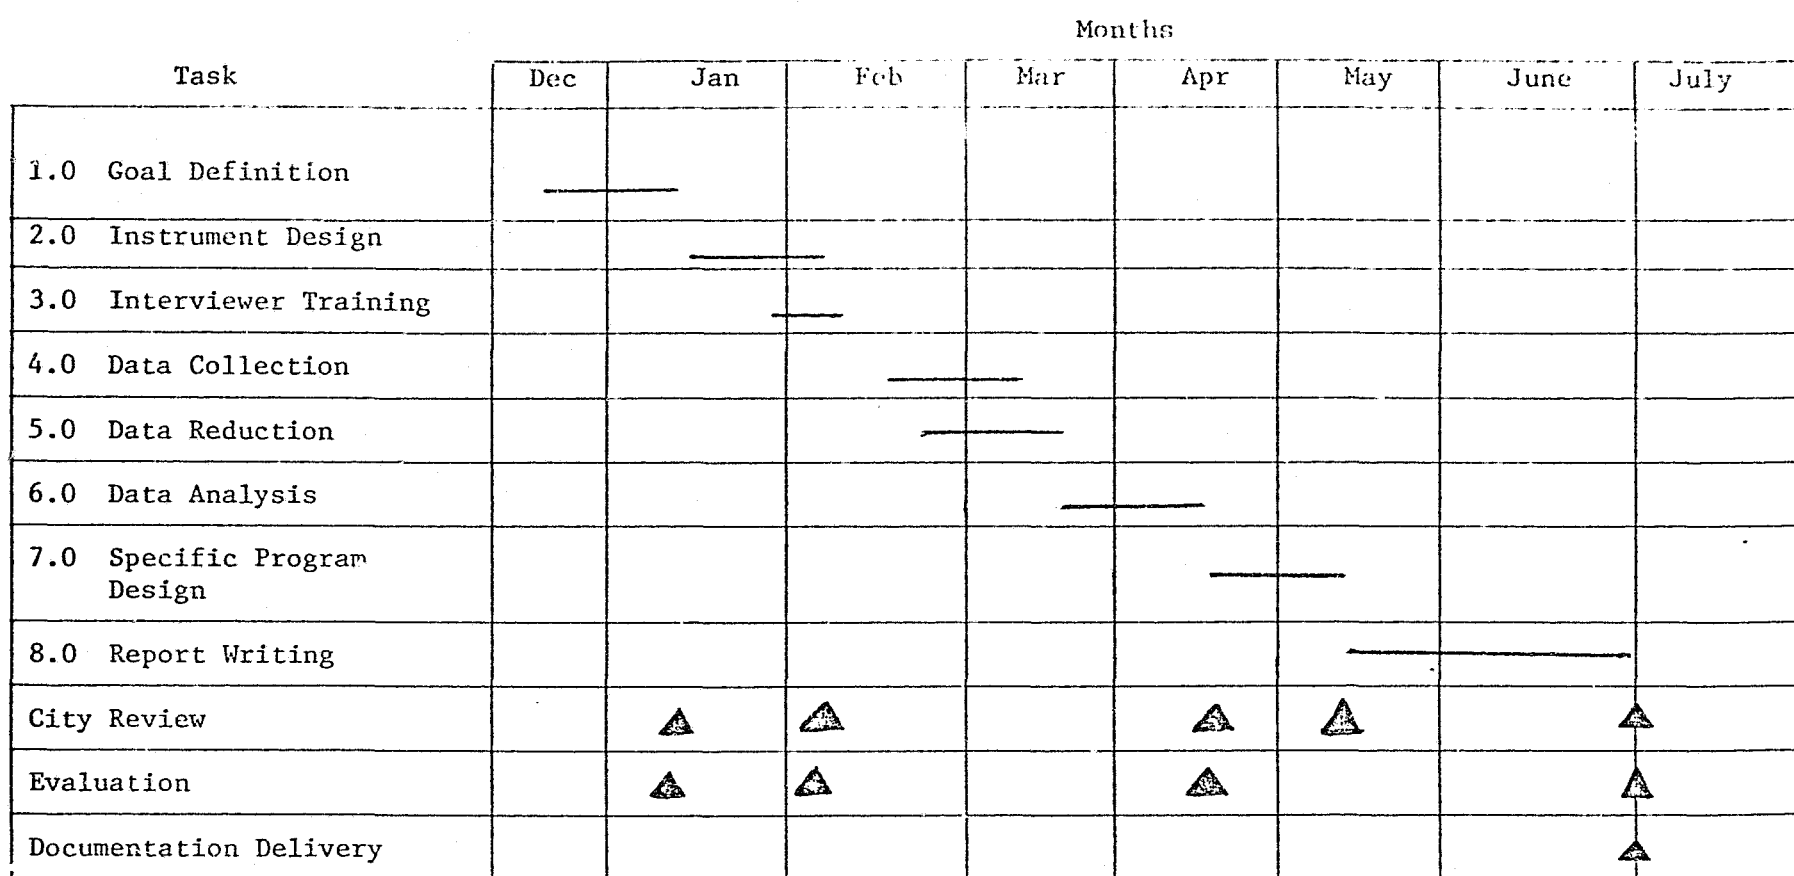 Months
Task Dec Jan Feb Mar Apr May June July
1.0 Goal Definition
2.0 Instrument Design
3.0 Interviewer Training
4.0 Data Collection
5.0 Data Reduction
6.0 Data Analysis
7.0 Specific Program
Design
8.0 Report Writing
City Review
Evaluation
Documentation Delivery